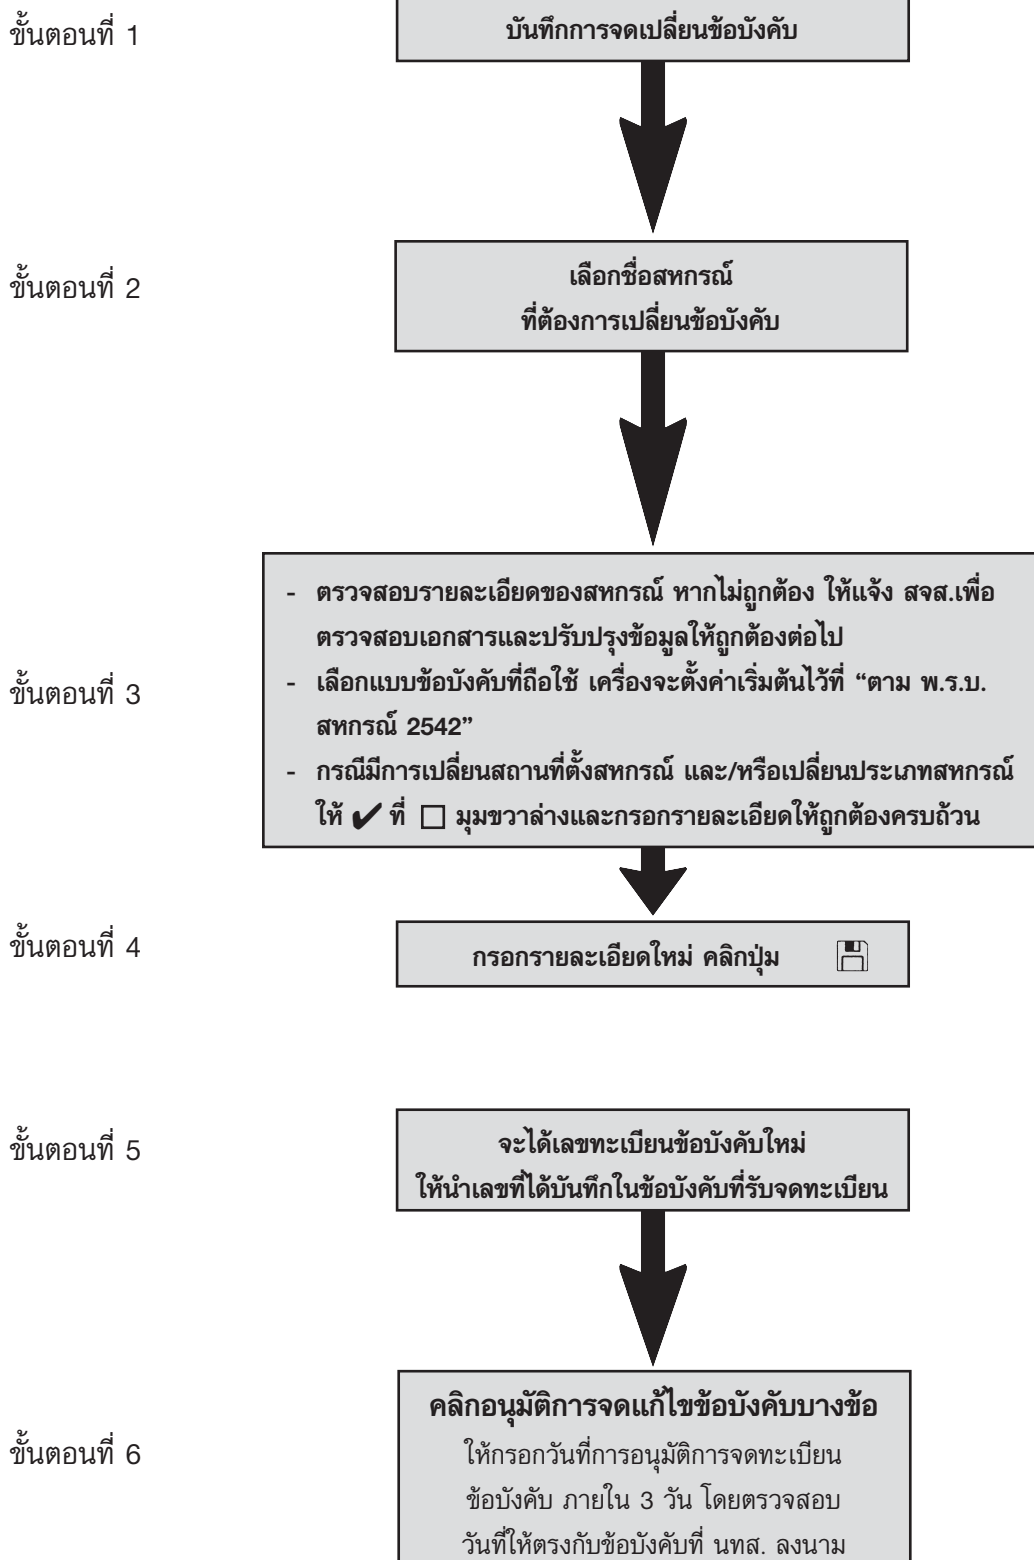 ขั้นตอนที่ 1
บันทึกการจดเปลี่ยนข้อบังคับ
ขั้นตอนที่ 2
เลือกชื่อสหกรณ์
ที่ต้องการเปลี่ยนข้อบังคับ
ขั้นตอนที่ 3
- ตรวจสอบรายละเอียดของสหกรณ์ หากไม่ถูกต้อง ให้แจ้ง สจส.เพื่อ
ตรวจสอบเอกสารและปรับปรุงข้อมูลให้ถูกต้องต่อไป
- เลือกแบบข้อบังคับที่ถือใช้ เครื่องจะตั้งค่าเริ่มต้นไว้ที่ “ตาม พ.ร.บ.
สหกรณ์ 2542”
- กรณีมีการเปลี่ยนสถานที่ตั้งสหกรณ์ และ/หรือเปลี่ยนประเภทสหกรณ์
ให้ ✔ ที่ ☐ มุมขวาล่างและกรอกรายละเอียดให้ถูกต้องครบถ้วน
ขั้นตอนที่ 4
กรอกรายละเอียดใหม่ คลิกปุ่ม
ขั้นตอนที่ 5
จะได้เลขทะเบียนข้อบังคับใหม่
ให้นำเลขที่ได้บันทึกในข้อบังคับที่รับจดทะเบียน
ขั้นตอนที่ 6
คลิกอนุมัติการจดแก้ไขข้อบังคับบางข้อ
ให้กรอกวันที่การอนุมัติการจดทะเบียน
ข้อบังคับ ภายใน 3 วัน โดยตรวจสอบ
วันที่ให้ตรงกับข้อบังคับที่ นทส. ลงนาม